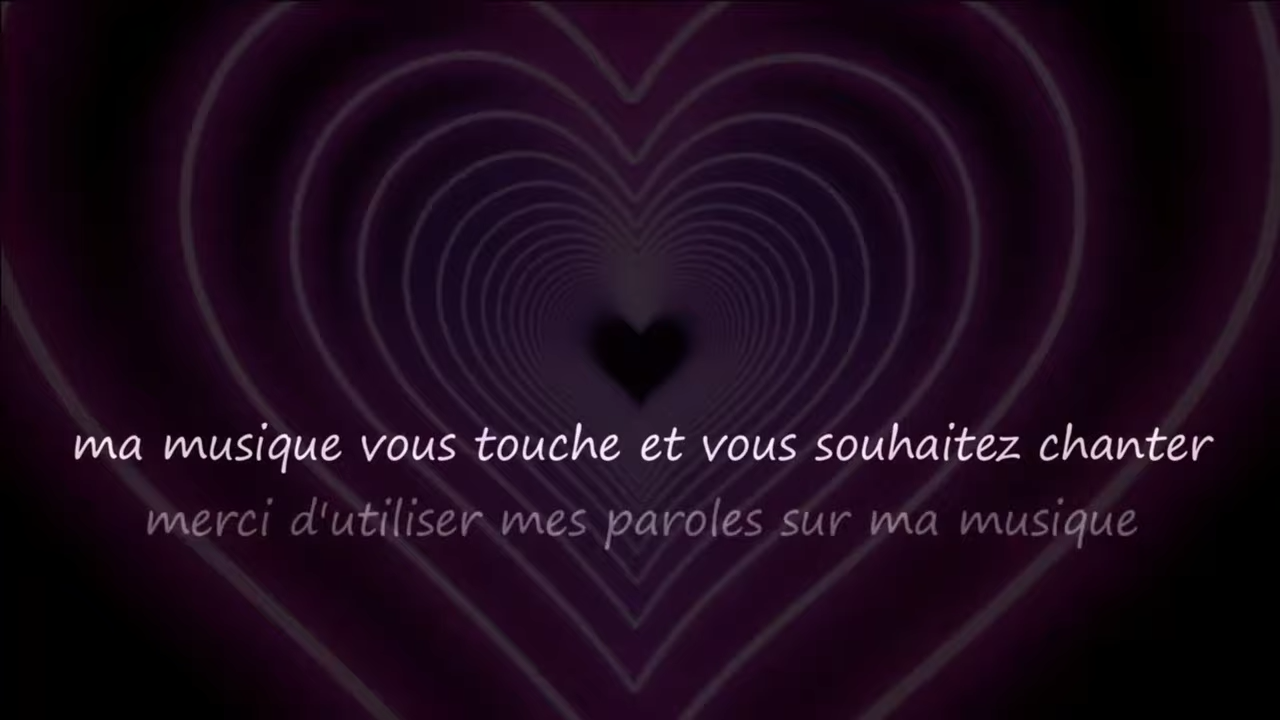 ma musique vous touche et vous souhaitez chanter
merci d'utiliser mes paroles sur ma musique